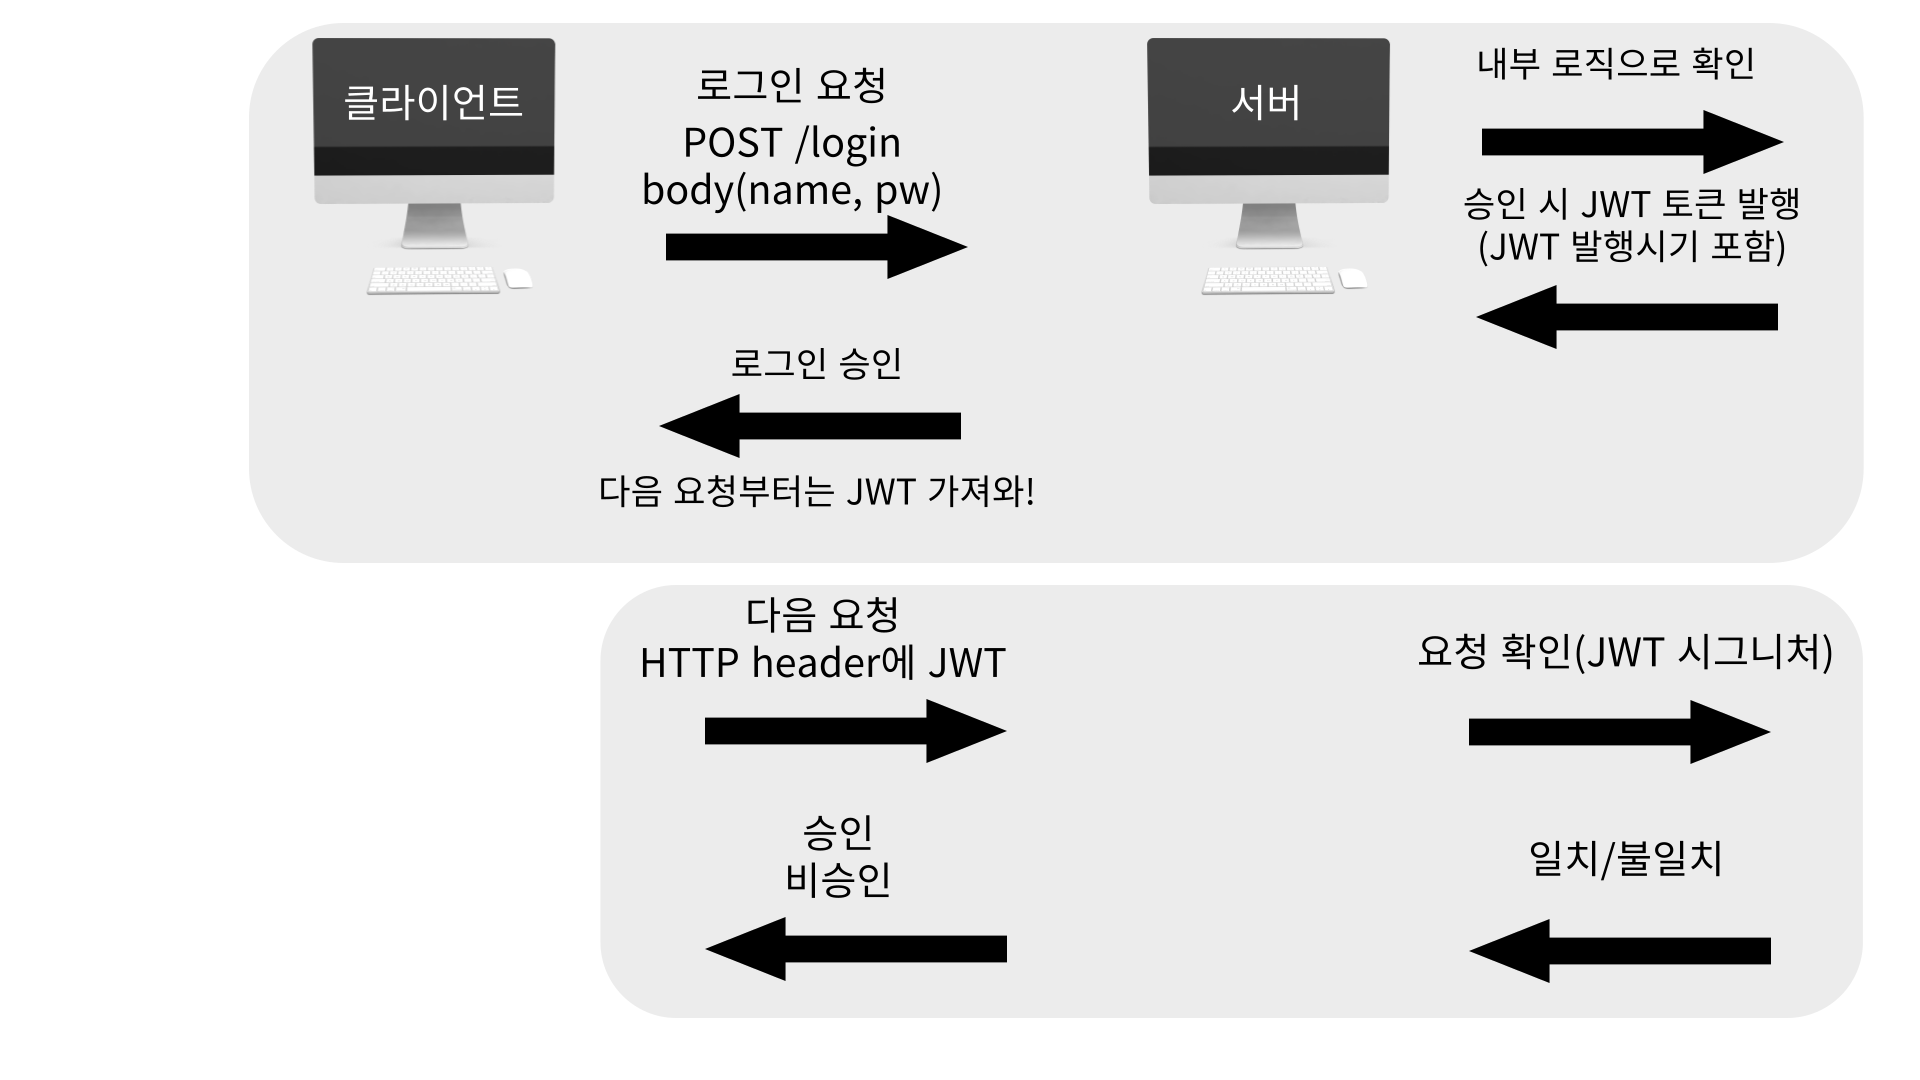 클라이언트
로그인 요청
POST /login
body(name, pw)
서버
내부 로직으로 확인
승인 시 JWT 토큰 발행
(JWT 발행시기 포함)
로그인 승인
다음 요청부터는 JWT 가져와!
다음 요청
HTTP header에 JWT
요청 확인(JWT 시그니처)
승인
비승인
일치/불일치